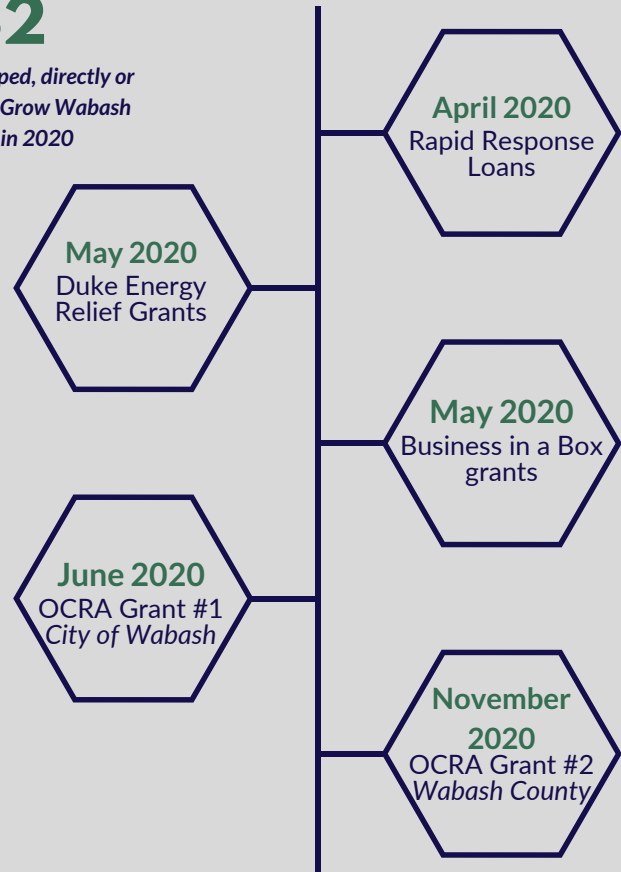 2
ped, directly or
Grow Wabash
in 2020
April 2020
Rapid Response
Loans
May 2020
Duke Energy
Relief Grants
May 2020
Business in a Box
grants
June 2020
OCRA Grant #1
City of Wabash
November
2020
OCRA Grant #2
Wabash County